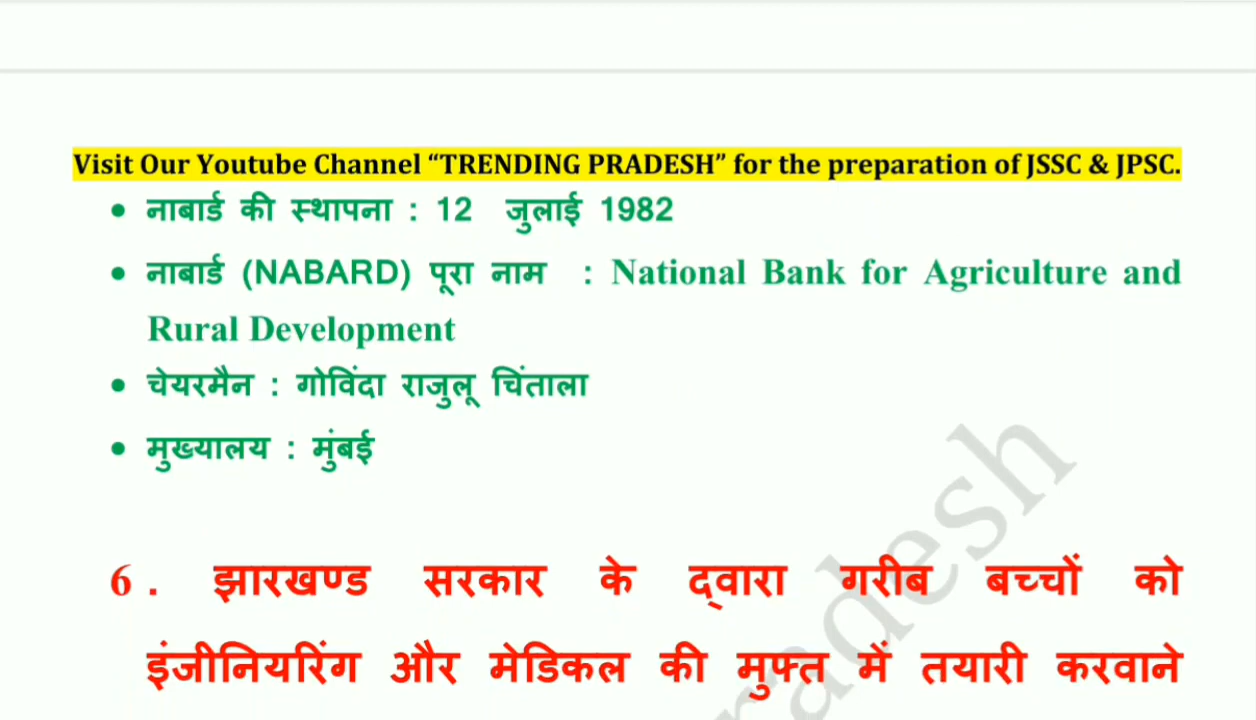 Visit Our Youtube Channel “TRENDING PRADESH” for the preparation of JSSC & JPSC.
• नाबार्ड की स्थापना : 12 जुलाई 1982
• नाबार्ड (NABARD) पूरा नाम : National Bank for Agriculture and
Rural Development
• चेयरमैन : गोविंदा राजुलू चिंताला
• मुख्यालय : मुंबई
6 . झारखण्ड सरकार के द्वारा गरीब बच्चों को
इंजीनियरिंग और मेडिकल की मुफ्त में तयारी करवाने